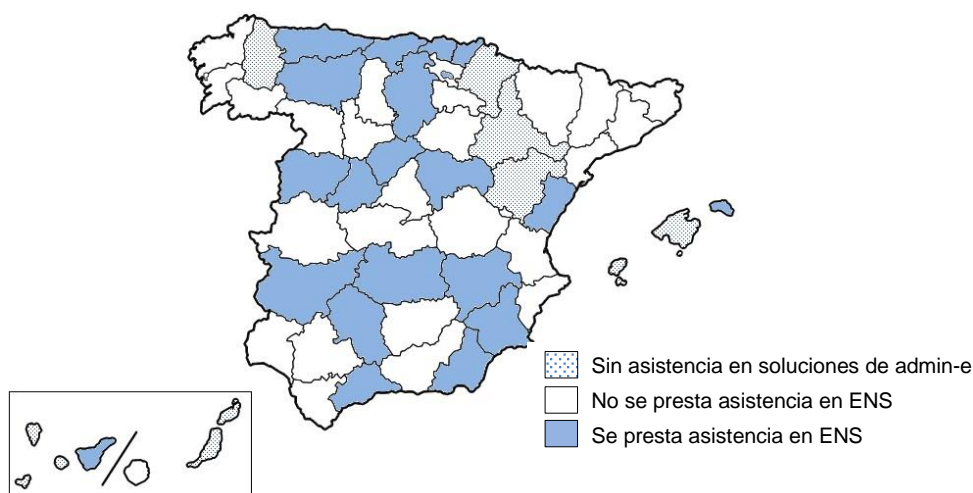 Sin asistencia en soluciones de admin-e
No se presta asistencia en ENS
Se presta asistencia en ENS